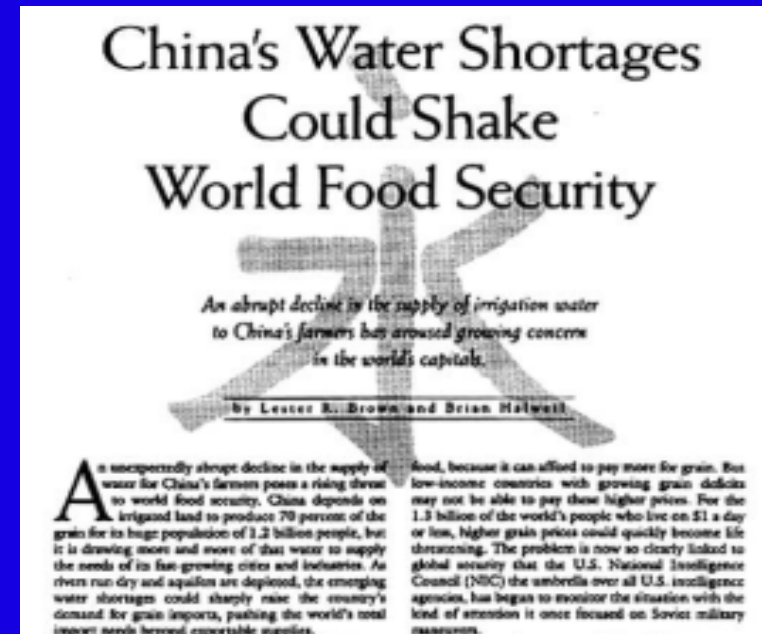 China's Water Shortages
Could Shake
World Food Security
An abrupt decline in the supply of irrigation water
to China's farmers has aroused growing concern
in the world's capitals.
by Lester R. Brown and Brian Halweil
An unexpectedly abrupt decline in the supply of
water for China's farmers poses a rising threat
to world food security. China depends on
irrigated land to produce 70 percent of the
grain for its huge population of 1.2 billion people, but
it is drawing more and more of that water to supply
the needs of its fast-growing cities and industries. As
rivers run dry and aquifers are depleted, the emerging
water shortages could sharply raise the country's
demand for grain imports, pushing the world's total
import needs beyond exportable supplies.
food, because it can afford to pay more for grain. But
low-income countries with growing grain deficits
may not be able to pay these higher prices. For the
1.3 billion of the world's people who live on $1 a day
or less, higher grain prices could quickly become life
threatening. The problem is now so clearly linked to
global security that the U.S. National Intelligence
Council (NIC) the umbrella over all U.S. intelligence
agencies, has begun to monitor the situation with the
kind of attention it once focused on Soviet military
maneuvers.